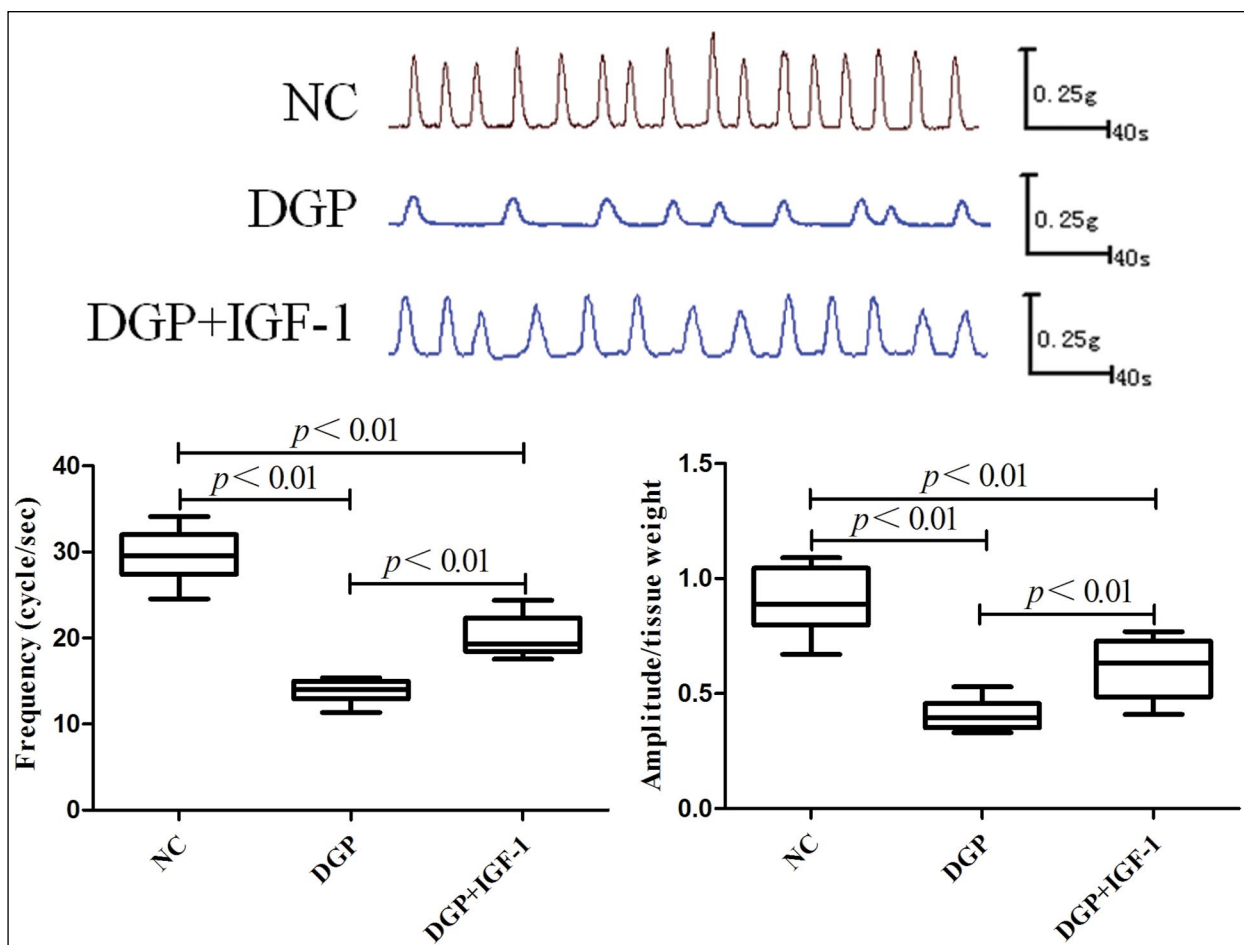 NC
0.25g
40s
DGP
0.25g
40s
DGP+IGF-1
0.25g
40s
Frequency (cycle/sec)
40
30
20
10
0
p< 0.01
p< 0.01
p< 0.01
NC
DGP
DGP+IGF-1
Amplitude/tissue weight
1.5
1.0
0.5
0.0
p< 0.01
p< 0.01
p< 0.01
NC
DGP
DGP+IGF-1